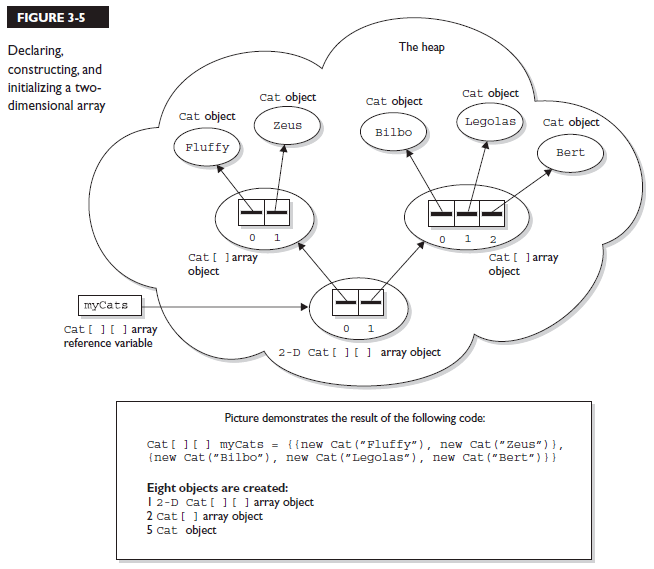 FIGURE 3-5
Declaring,
constructing, and
initializing a two-
dimensional array
The heap
Cat object
Fluffy
Cat object
Zeus
Cat object
Bilbo
Cat object
Legolas
Cat object
Bert
0 1
Cat[ ]array
object
0 1 2
Cat[ ]array
object
myCats
Cat[ ][ ] array
reference variable
0 1
2-D Cat[ ][ ] array object
Picture demonstrates the result of the following code:
Cat[ ][ ] myCats = {{new Cat("Fluffy"), new Cat("Zeus")},
{new Cat("Bilbo"), new Cat("Legolas"), new Cat("Bert")}}
Eight objects are created:
1 2-D Cat[ ][ ] array object
2 Cat[ ] array object
5 Cat object